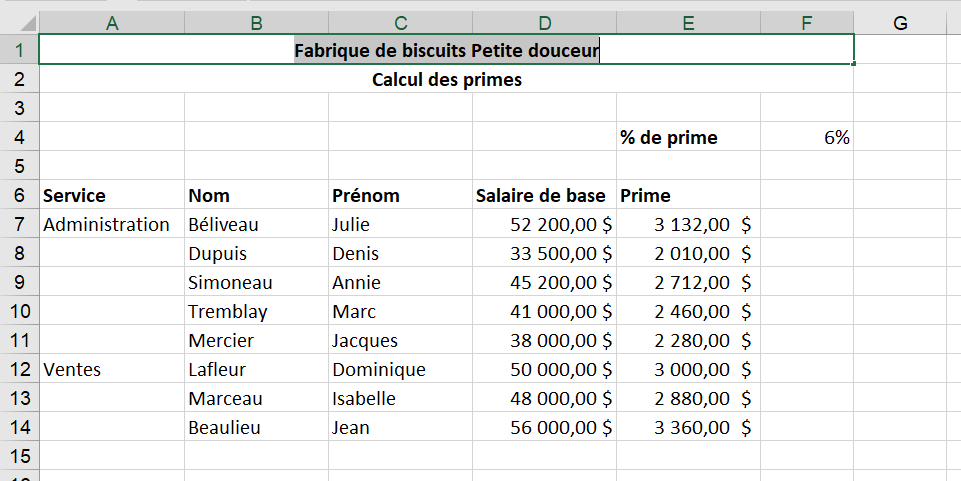 A B C D E F G
1 Fabrique de biscuits Petite douceur
2 Calcul des primes
3
4 % de prime 6%
5
6 Service Nom Prénom Salaire de base Prime
7 Administration Béliveau Julie 52 200,00 $ 3 132,00 $
8 Dupuis Denis 33 500,00 $ 2 010,00 $
9 Simoneau Annie 45 200,00 $ 2 712,00 $
10 Tremblay Marc 41 000,00 $ 2 460,00 $
11 Mercier Jacques 38 000,00 $ 2 280,00 $
12 Ventes Lafleur Dominique 50 000,00 $ 3 000,00 $
13 Marceau Isabelle 48 000,00 $ 2 880,00 $
14 Beaulieu Jean 56 000,00 $ 3 360,00 $
15